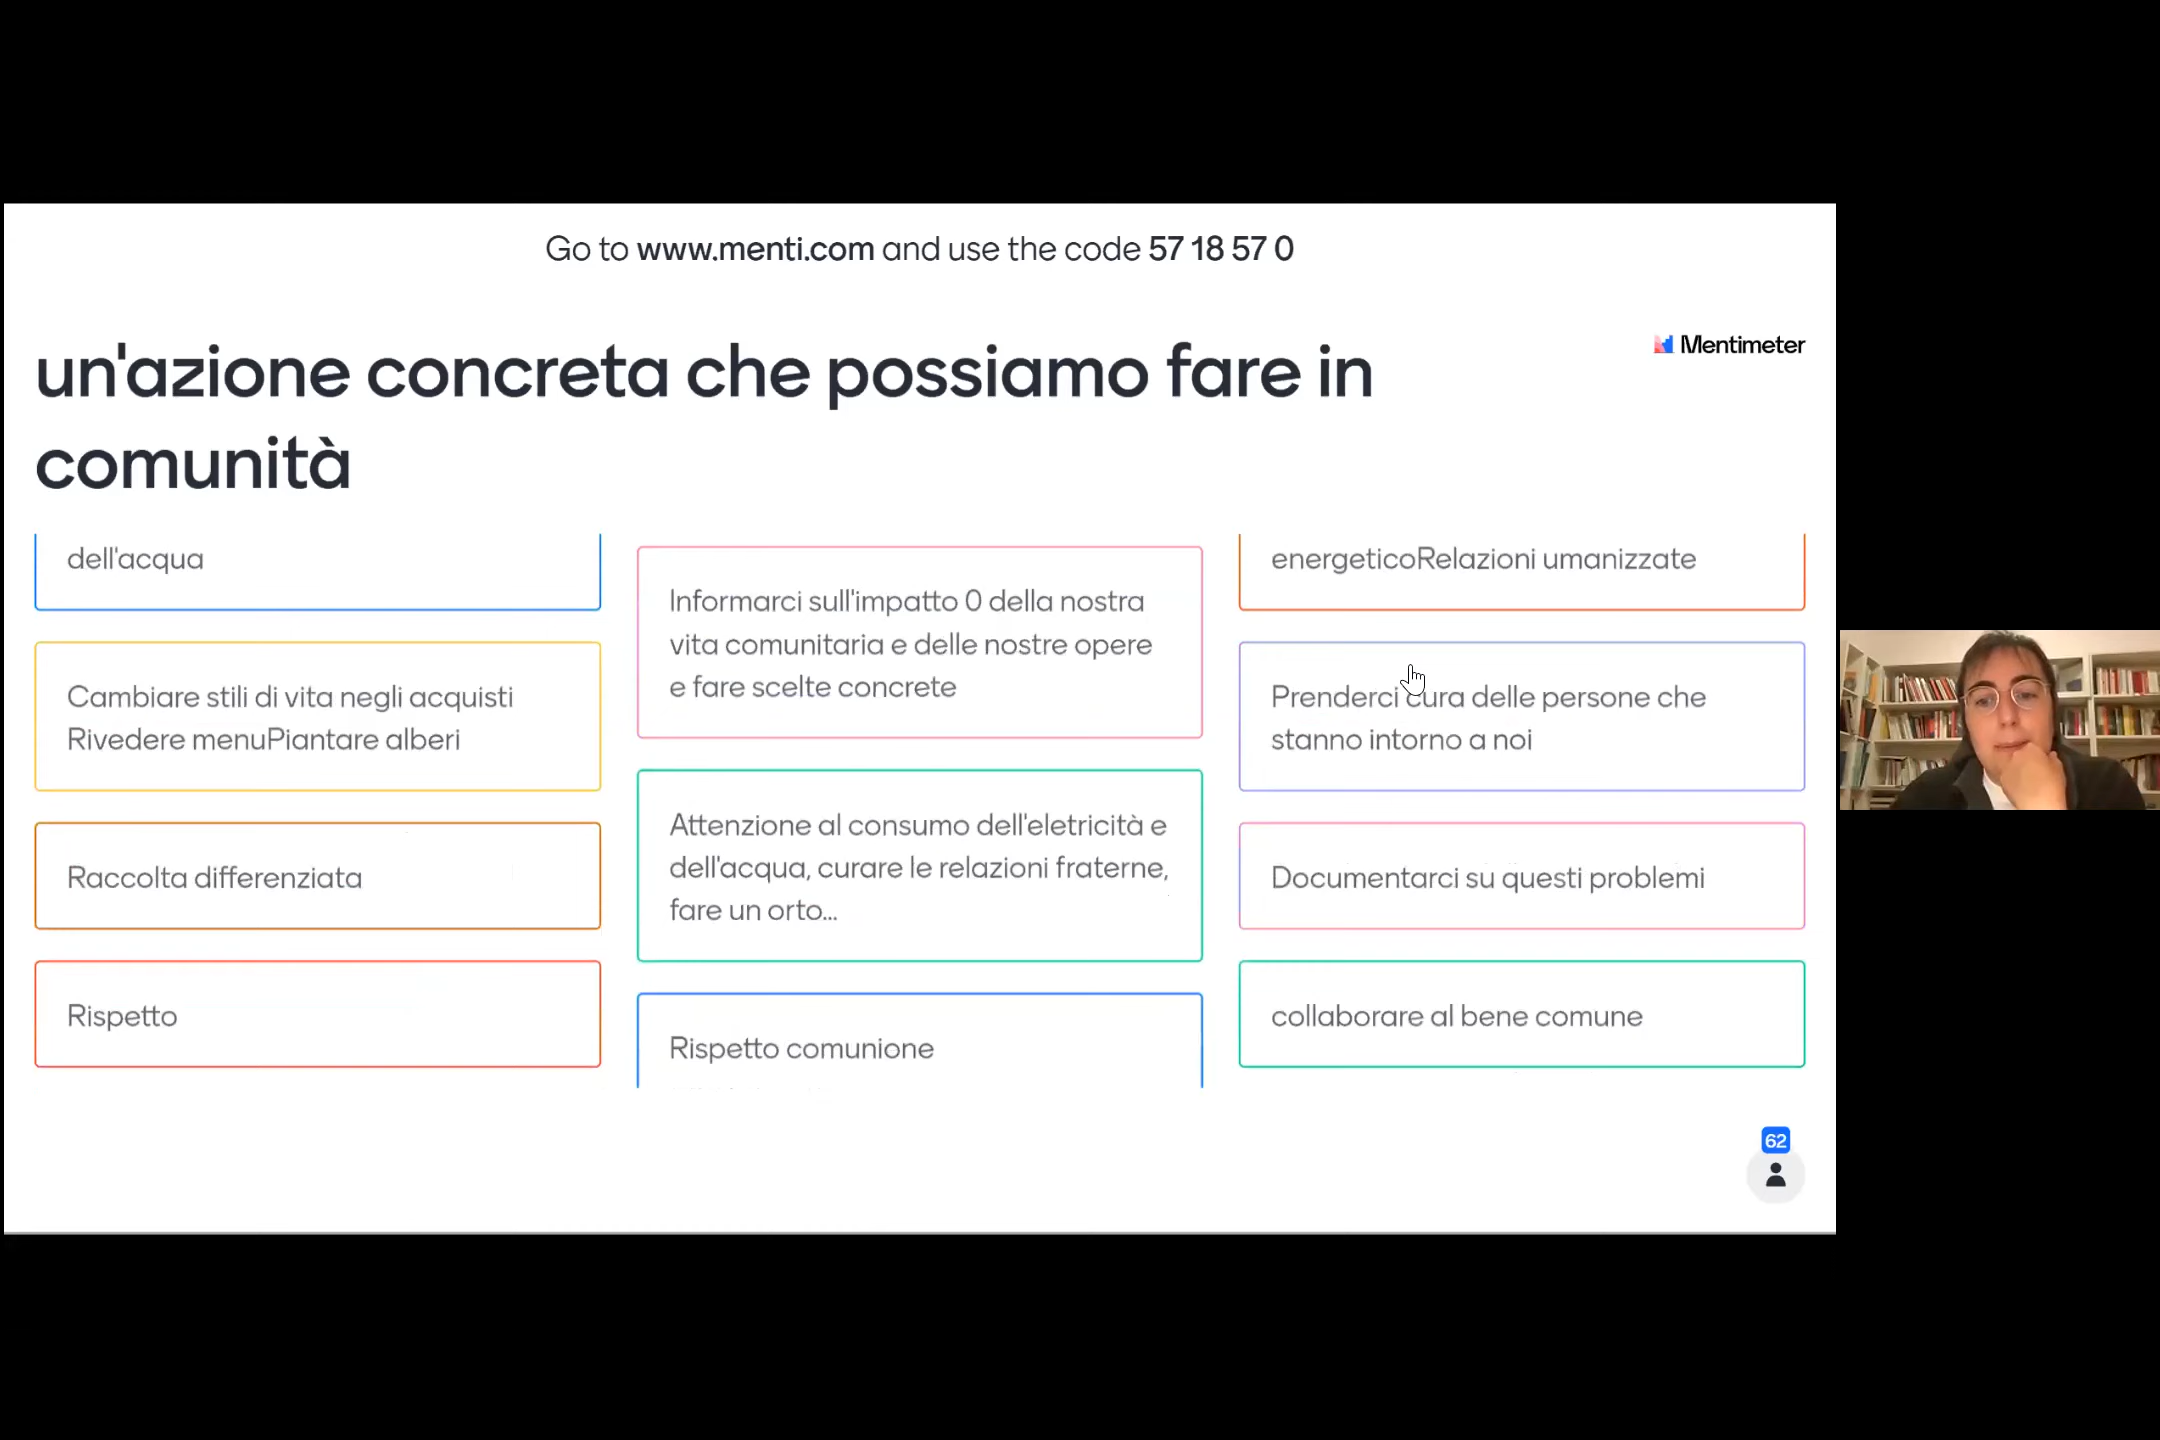 Go to www.menti.com and use the code 57 18 57 0
Mentimeter
un'azione concreta che possiamo fare in
comunità
dell'acqua
Cambiare stili di vita negli acquisti
Rivedere menuPiantare alberi
Raccolta differenziata
Rispetto
Informarci sull'impatto 0 della nostra
vita comunitaria e delle nostre opere
e fare scelte concrete
Attenzione al consumo dell'eletricità e
dell'acqua, curare le relazioni fraterne,
fare un orto...
Rispetto comunione
energeticoRelazioni umanizzate
Prenderci cura delle persone che
stanno intorno a noi
Documentarci su questi problemi
collaborare al bene comune
62